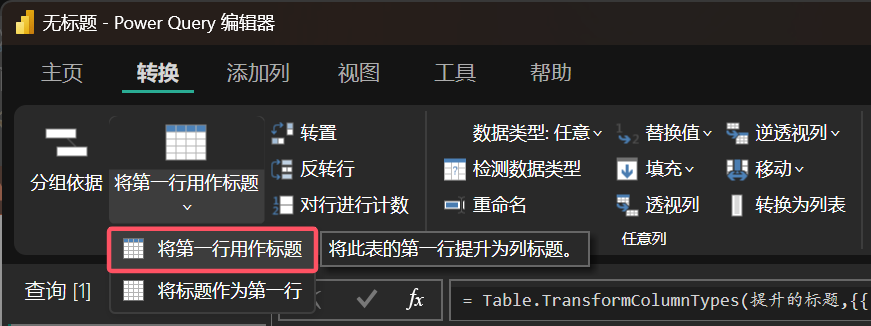 无标题 - Power Query 编辑器
主页 转换 添加列 视图 工具 帮助
分组依据
将第一行用作标题
转置
反转行
对行进行计数
数据类型: 任意
检测数据类型
重命名
替换值
填充
透视列
逆透视列
移动
转换为列表
任意列
将第一行用作标题
将此表的第一行提升为列标题。
将标题作为第一行
查询 [1]
fx
= Table.TransformColumnTypes(提升的标题,{{